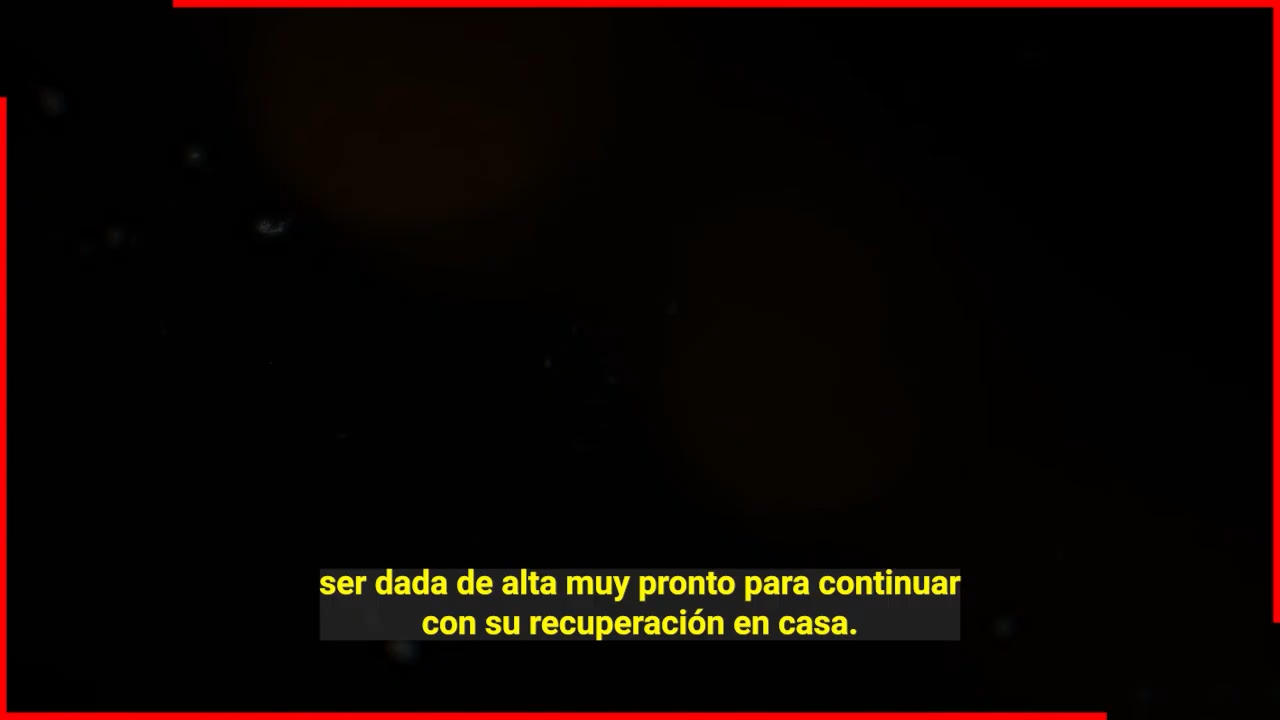 ser dada de alta muy pronto para continuar
con su recuperación en casa.